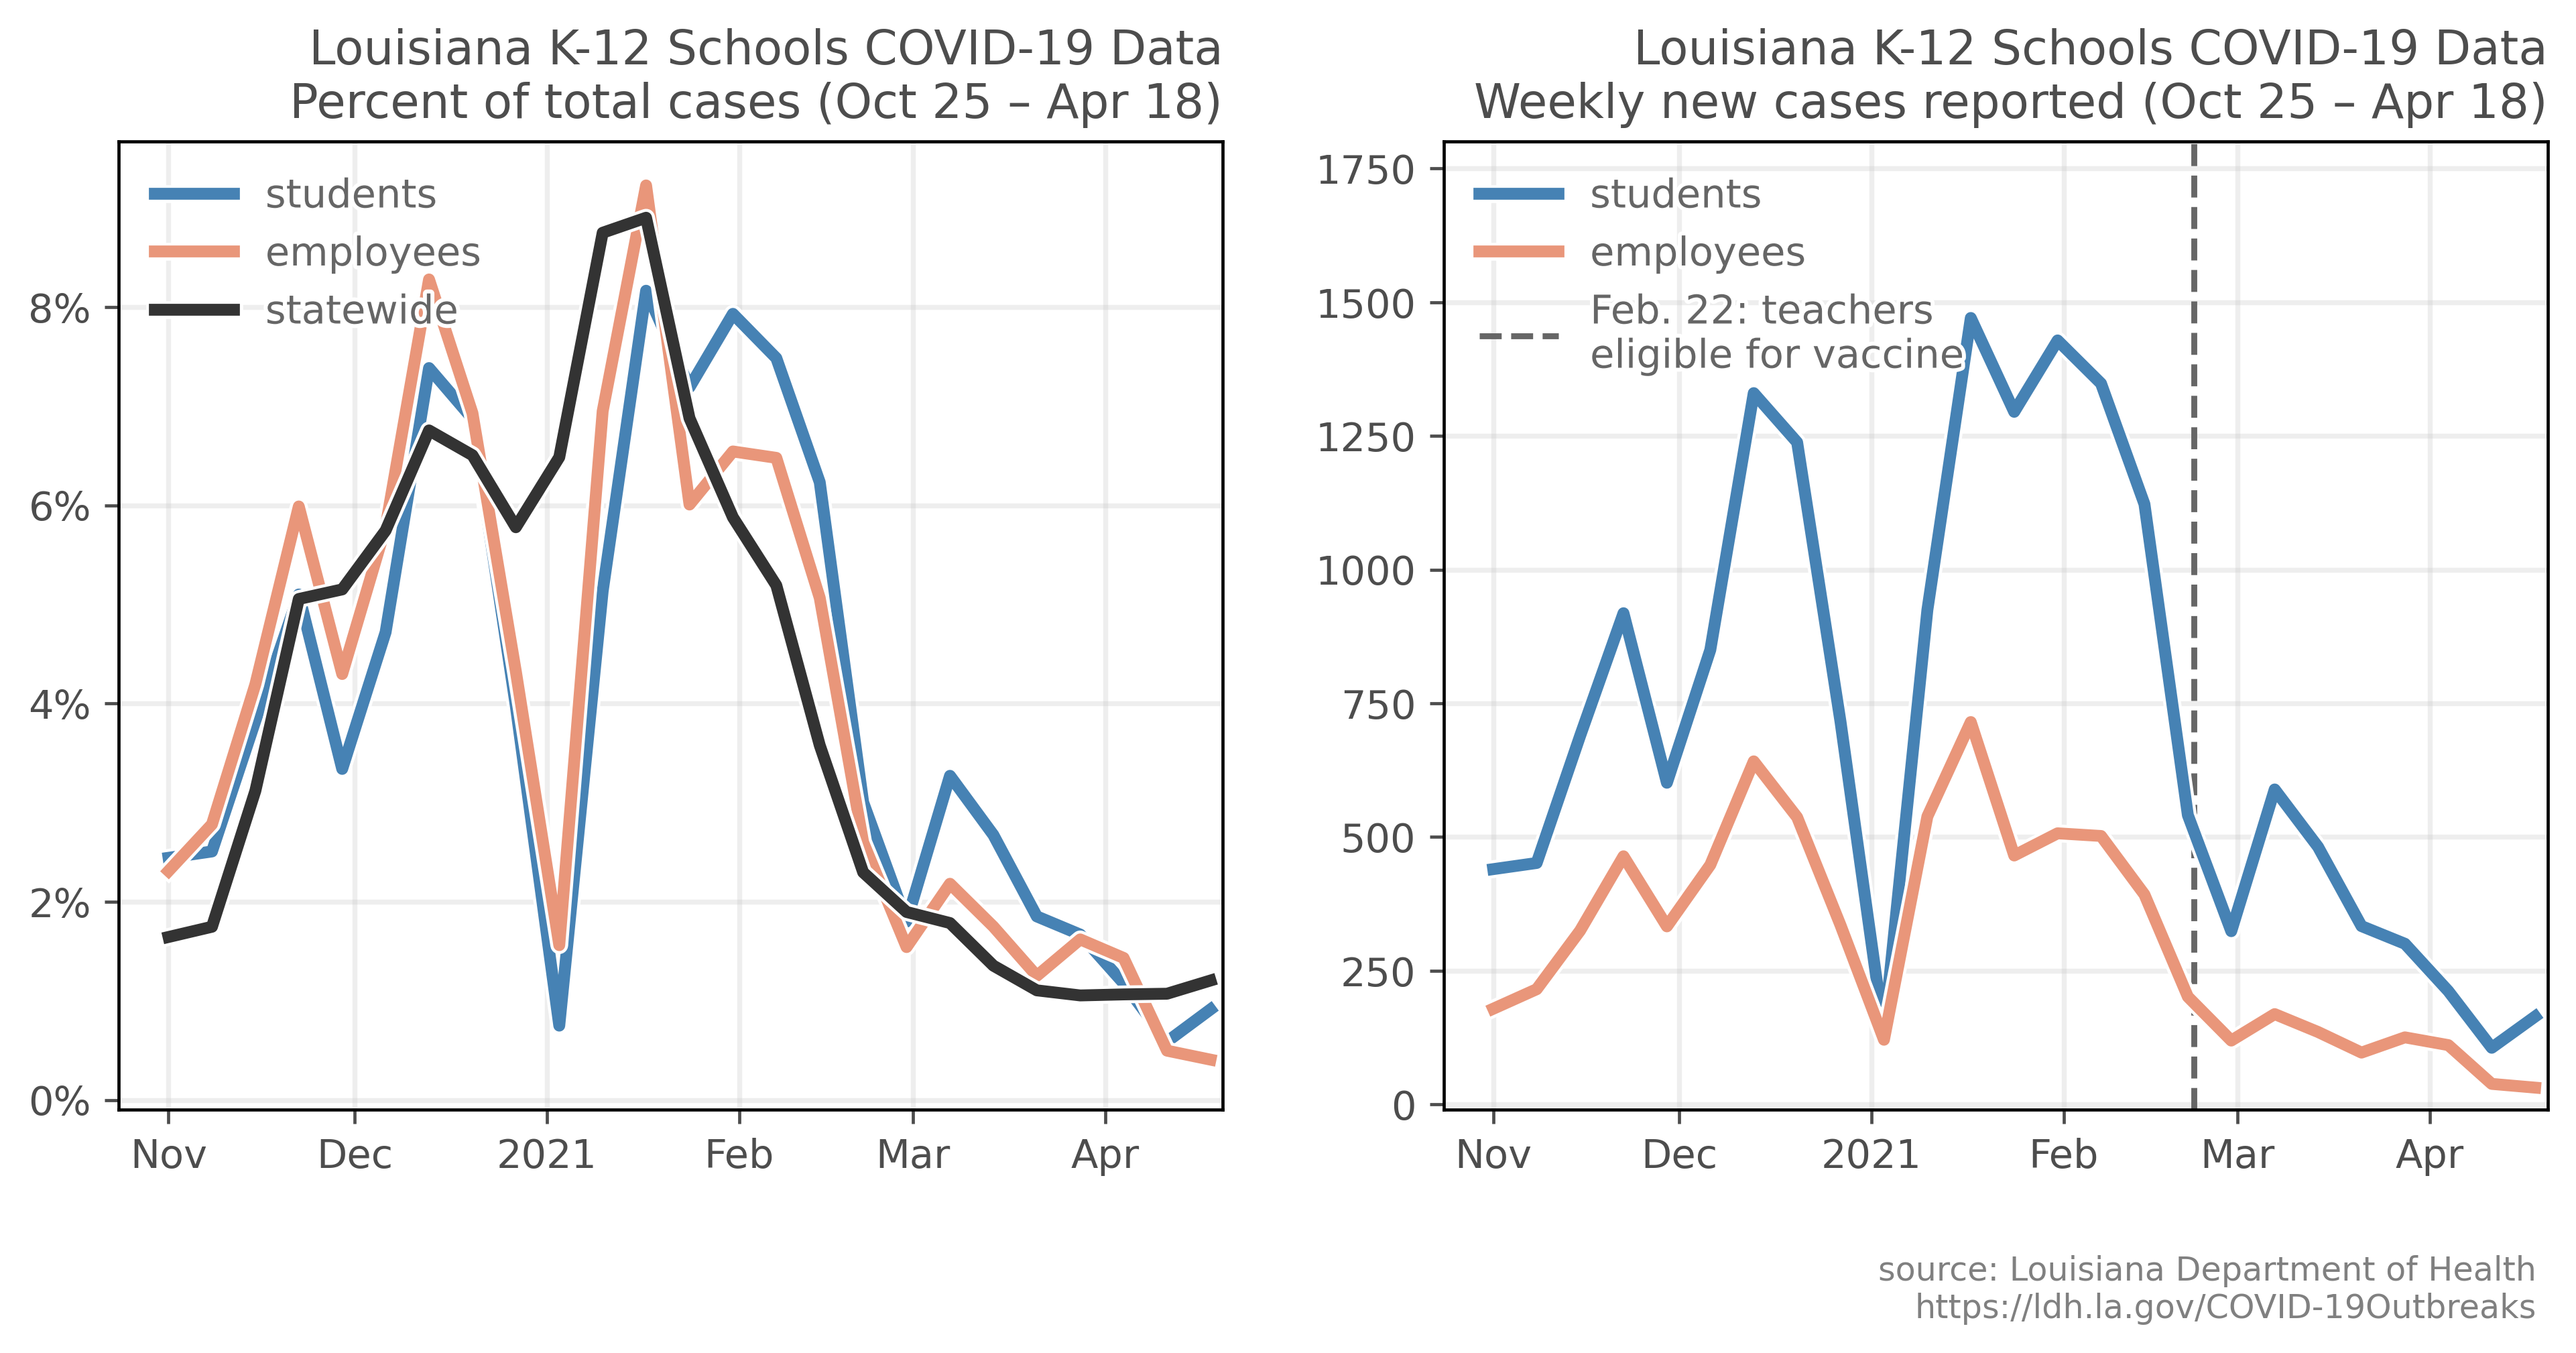 Louisiana K-12 Schools COVID-19 Data
Percent of total cases (Oct 25 – Apr 18)
students
employees
statewide
8%
6%
4%
2%
0%
Nov
Dec
2021
Feb
Mar
Apr
Louisiana K-12 Schools COVID-19 Data
Weekly new cases reported (Oct 25 – Apr 18)
students
employees
Feb. 22: teachers
eligible for vaccine
1750
1500
1250
1000
750
500
250
0
Nov
Dec
2021
Feb
Mar
Apr
source: Louisiana Department of Health
https://ldh.la.gov/COVID-19Outbreaks